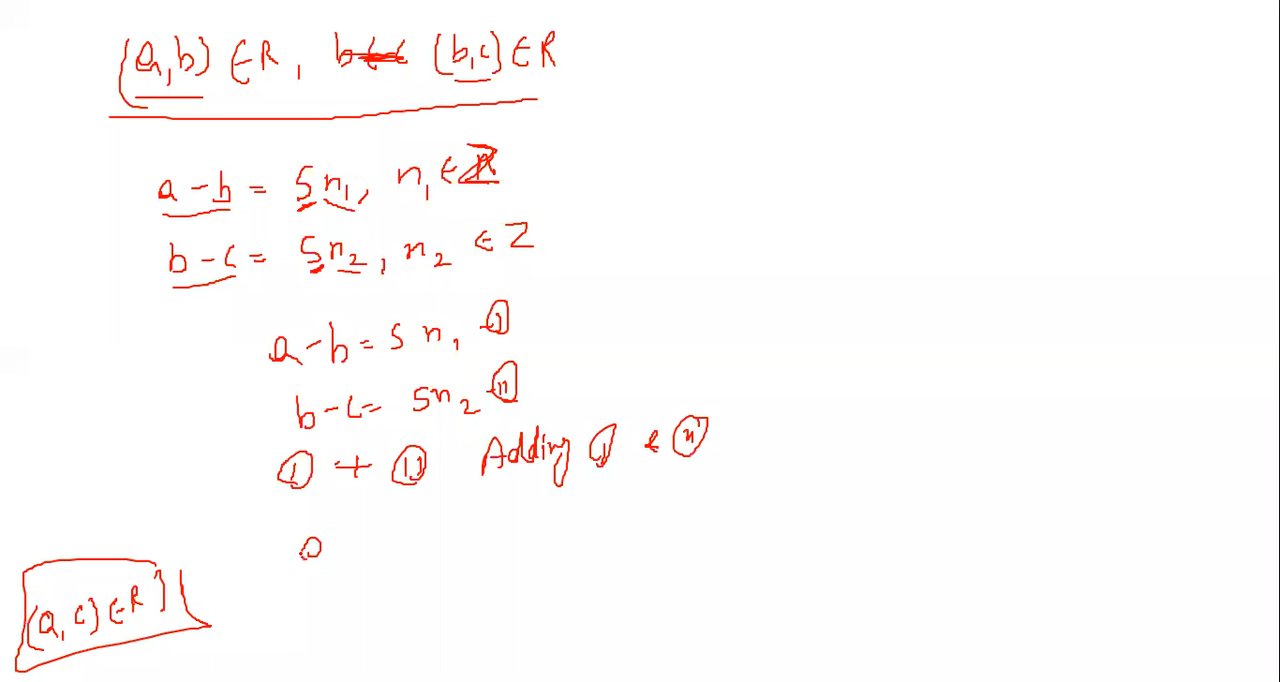 (a,b) ∈ R, (b,c) ∈ R
a - b = 5n₁, n₁ ∈
b - c = 5n₂, n₂ ∈ Z
a - b = 5n₁ - (i)
b - c = 5n₂ - (ii)
(i) + (ii) Adding (i) & (ii)
(a, c) ∈ R